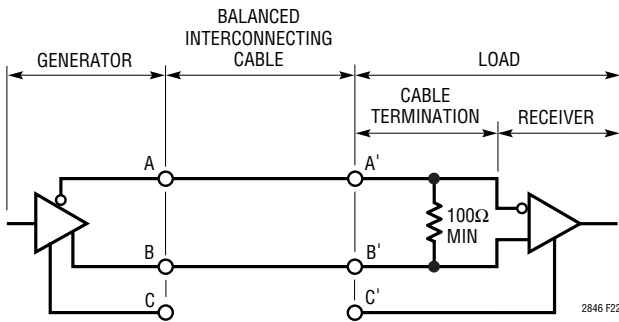 BALANCED
INTERCONNECTING
CABLE
GENERATOR
LOAD
CABLE
TERMINATION
RECEIVER
A
A'
100Ω
MIN
B
B'
C
C'
2846 F22